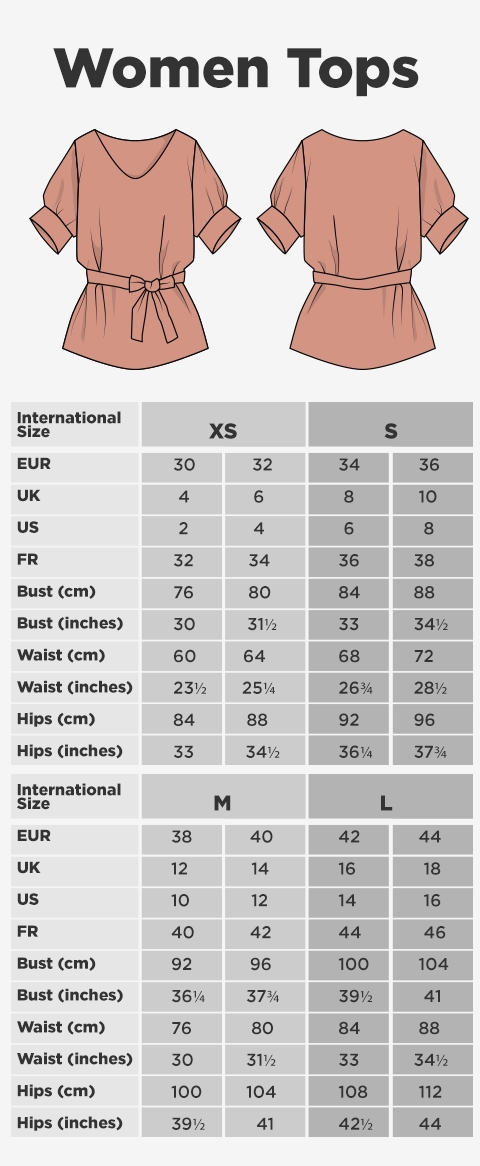 Women Tops
International
Size XS S
EUR 30 32 34 36
UK 4 6 8 10
US 2 4 6 8
FR 32 34 36 38
Bust (cm) 76 80 84 88
Bust (inches) 30 31½ 33 34½
Waist (cm) 60 64 68 72
Waist (inches) 23½ 25¼ 26¾ 28½
Hips (cm) 84 88 92 96
Hips (inches) 33 34½ 36¼ 37¾
International
Size M L
EUR 38 40 42 44
UK 12 14 16 18
US 10 12 14 16
FR 40 42 44 46
Bust (cm) 92 96 100 104
Bust (inches) 36¼ 37¾ 39½ 41
Waist (cm) 76 80 84 88
Waist (inches) 30 31½ 33 34½
Hips (cm) 100 104 108 112
Hips (inches) 39½ 41 42½ 44